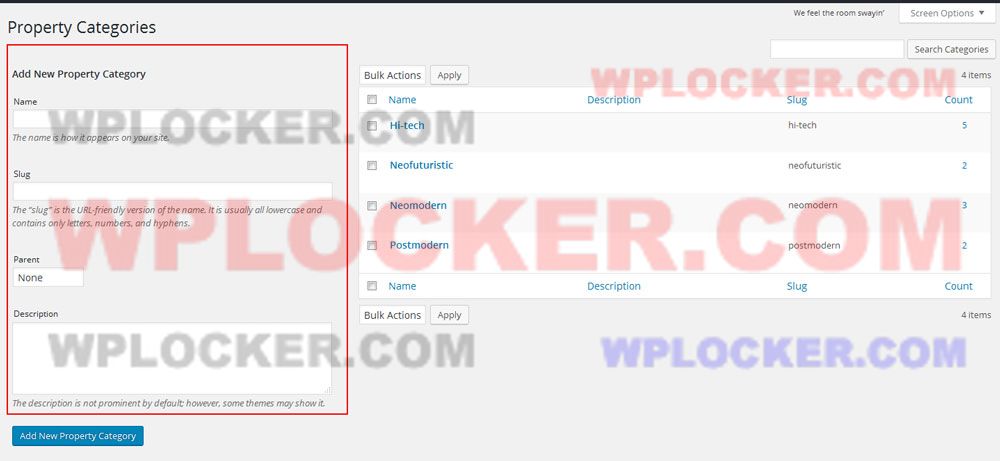 We feel the room swayin'
Screen Options
Property Categories
Search Categories
Add New Property Category
Name
The name is how it appears on your site.
Slug
The "slug" is the URL-friendly version of the name. It is usually all lowercase and
contains only letters, numbers, and hyphens.
Parent
None
Description
The description is not prominent by default; however, some themes may show it.
Add New Property Category
Bulk Actions Apply 4 items
Name Description Slug Count
Hi-tech hi-tech 5
Neofuturistic neofuturistic 2
Neomodern neomodern 3
Postmodern postmodern 2
Name Description Slug Count
Bulk Actions Apply 4 items
WPLOCKER.COM
WPLOCKER.COM
WPLOCKER.COM
WPLOCKER.COM
WPLOCKER.COM